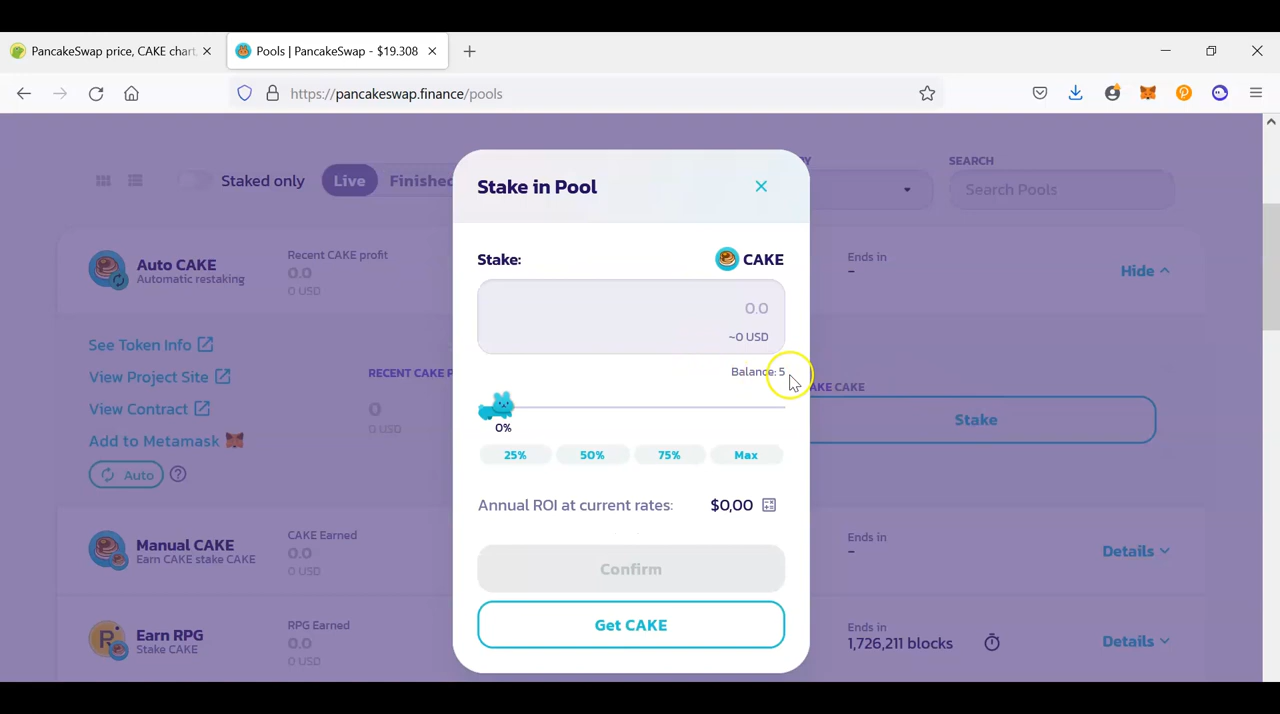 PancakeSwap price, CAKE chart,
Pools | PancakeSwap - $19.308
https://pancakeswap.finance/pools
Staked only
Live
Finished
SEARCH
Search Pools
Auto CAKE
Automatic restaking
Recent CAKE profit
0.0
0 USD
Ends in
-
Hide
See Token Info
View Project Site
View Contract
Add to Metamask
Auto
RECENT CAKE P
0
0 USD
AKE CAKE
Stake
Stake in Pool
Stake:
CAKE
0.0
~0 USD
Balance: 5
0%
25%
50%
75%
Max
Annual ROI at current rates:
$0,00
Confirm
Get CAKE
Manual CAKE
Earn CAKE stake CAKE
CAKE Earned
0.0
0 USD
Ends in
-
Details
Earn RPG
Stake CAKE
RPG Earned
0.0
0 USD
Ends in
1,726,211 blocks
Details